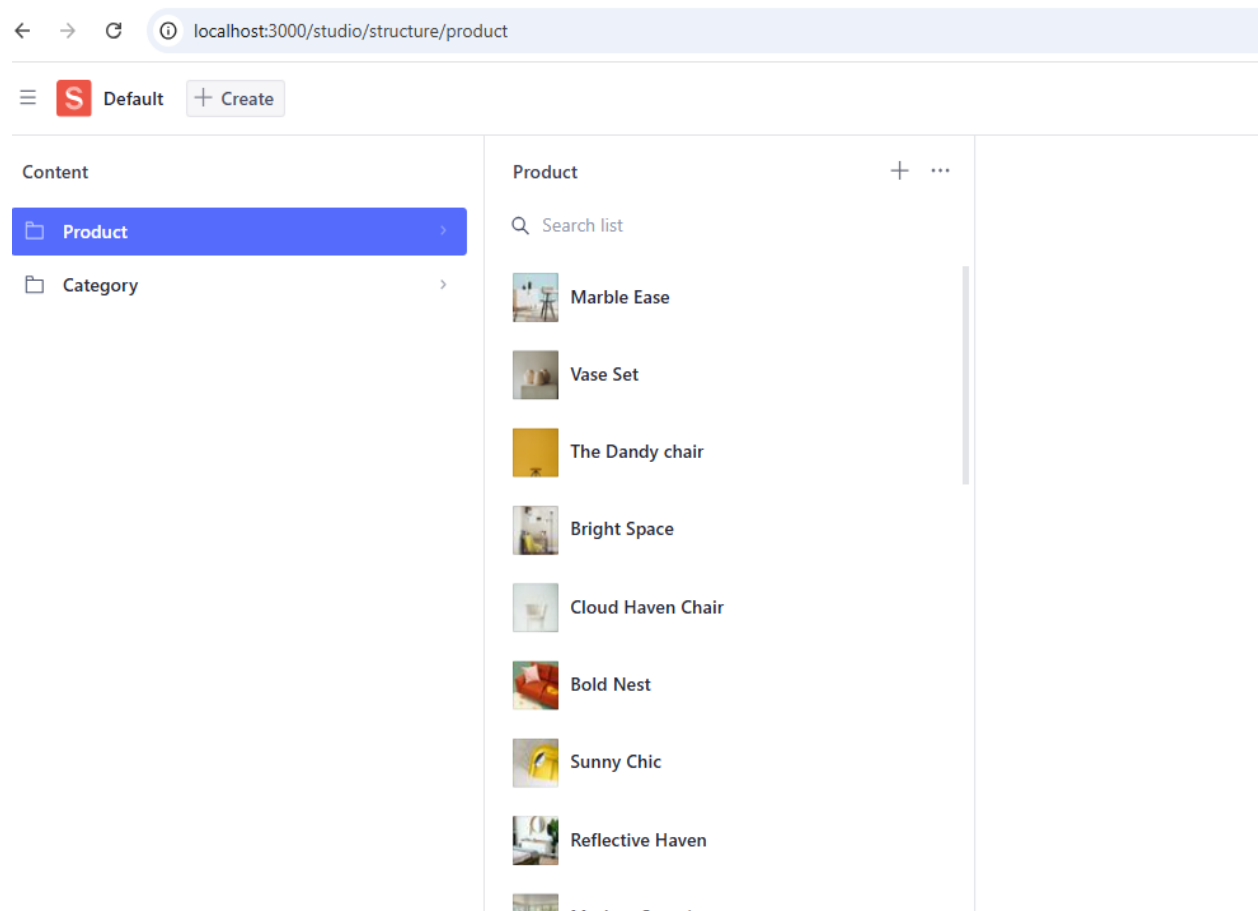 localhost:3000/studio/structure/product
S Default + Create
Content
Product
Category
Product
Search list
Marble Ease
Vase Set
The Dandy chair
Bright Space
Cloud Haven Chair
Bold Nest
Sunny Chic
Reflective Haven